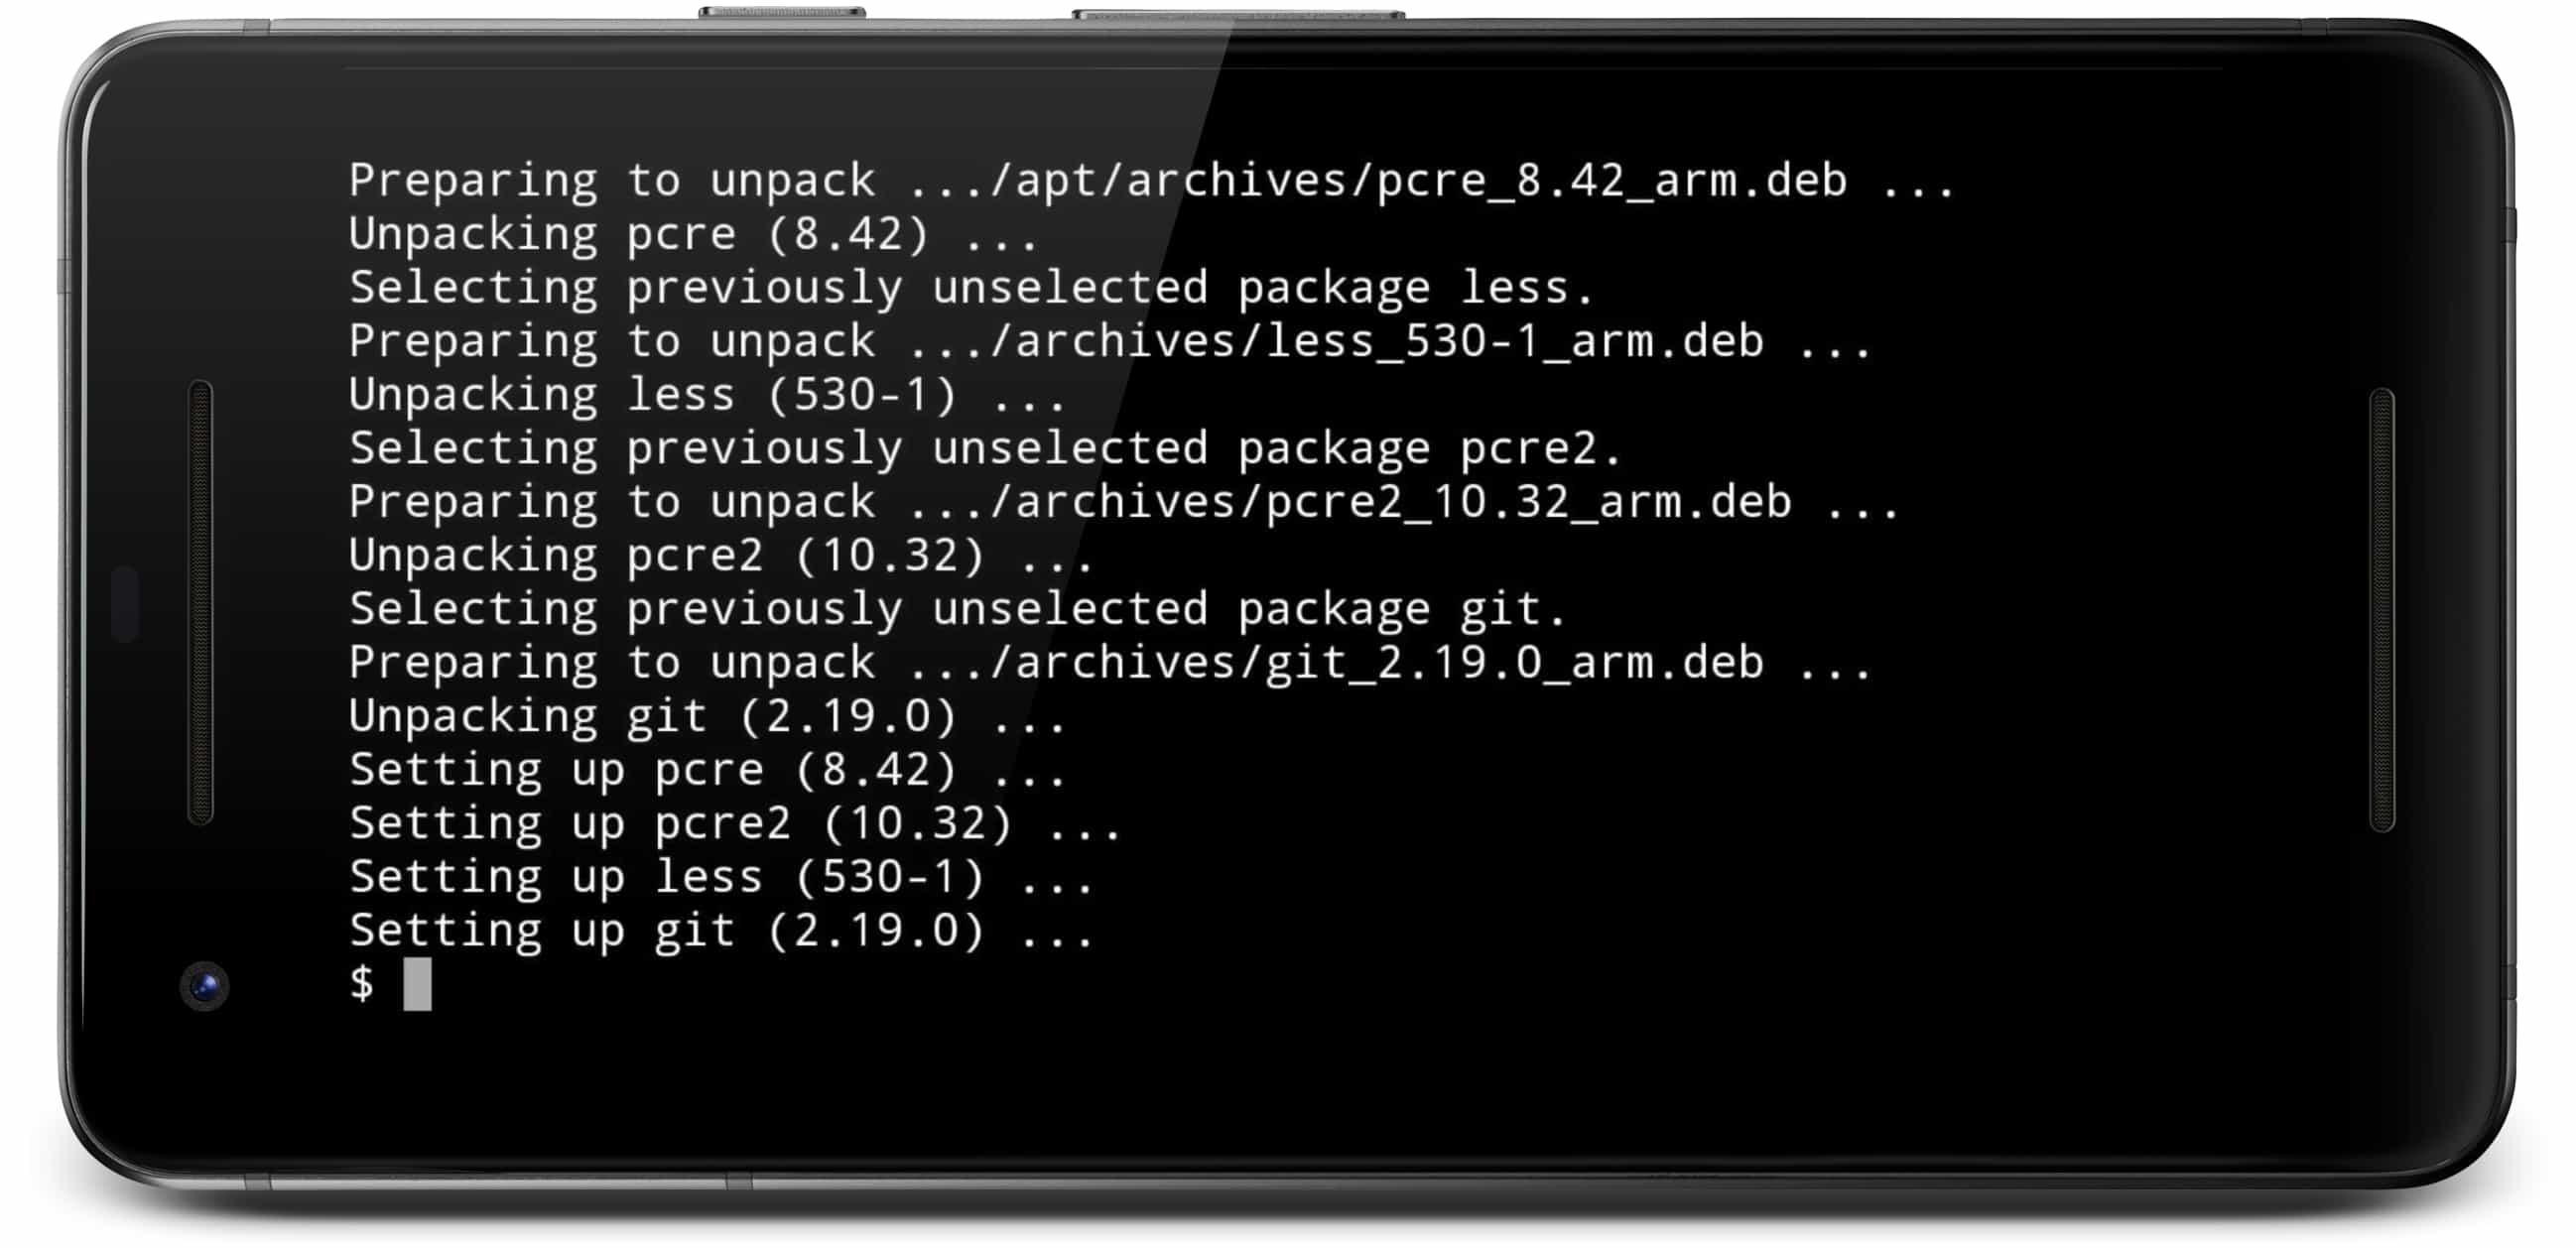 Preparing to unpack .../apt/archives/pcre_8.42_arm.deb ...
Unpacking pcre (8.42) ...
Selecting previously unselected package less.
Preparing to unpack .../archives/less_530-1_arm.deb ...
Unpacking less (530-1) ...
Selecting previously unselected package pcre2.
Preparing to unpack .../archives/pcre2_10.32_arm.deb ...
Unpacking pcre2 (10.32) ...
Selecting previously unselected package git.
Preparing to unpack .../archives/git_2.19.0_arm.deb ...
Unpacking git (2.19.0) ...
Setting up pcre (8.42) ...
Setting up pcre2 (10.32) ...
Setting up less (530-1) ...
Setting up git (2.19.0) ...
$